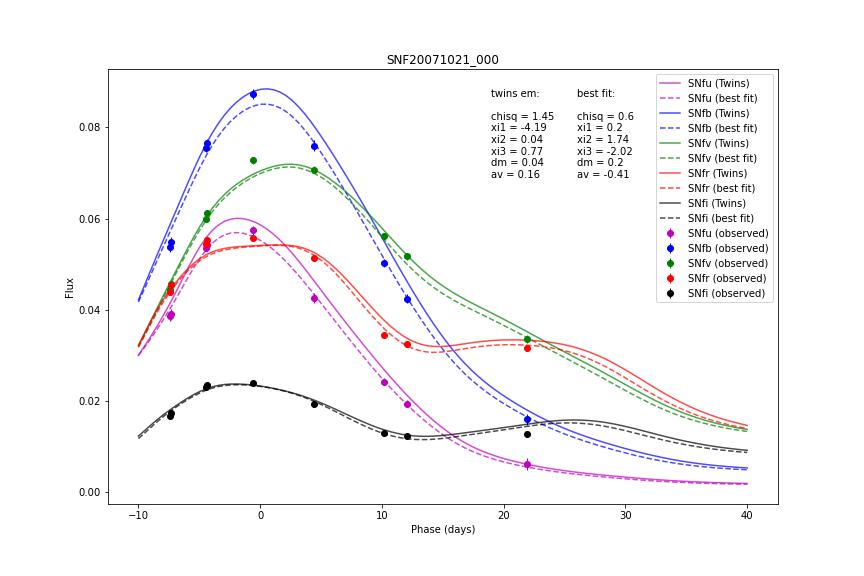 SNF20071021_000
twins em: best fit:
chisq = 1.45 chisq = 0.6
xi1 = -4.19 xi1 = 0.2
xi2 = 0.04 xi2 = 1.74
xi3 = 0.77 xi3 = -2.02
dm = 0.04 dm = 0.2
av = 0.16 av = -0.41
SNfu (Twins)
SNfu (best fit)
SNfb (Twins)
SNfb (best fit)
SNfv (Twins)
SNfv (best fit)
SNfr (Twins)
SNfr (best fit)
SNfi (Twins)
SNfi (best fit)
SNfu (observed)
SNfb (observed)
SNfv (observed)
SNfr (observed)
SNfi (observed)
Flux
0.08
0.06
0.04
0.02
0.00
−10 0 10 20 30 40
Phase (days)